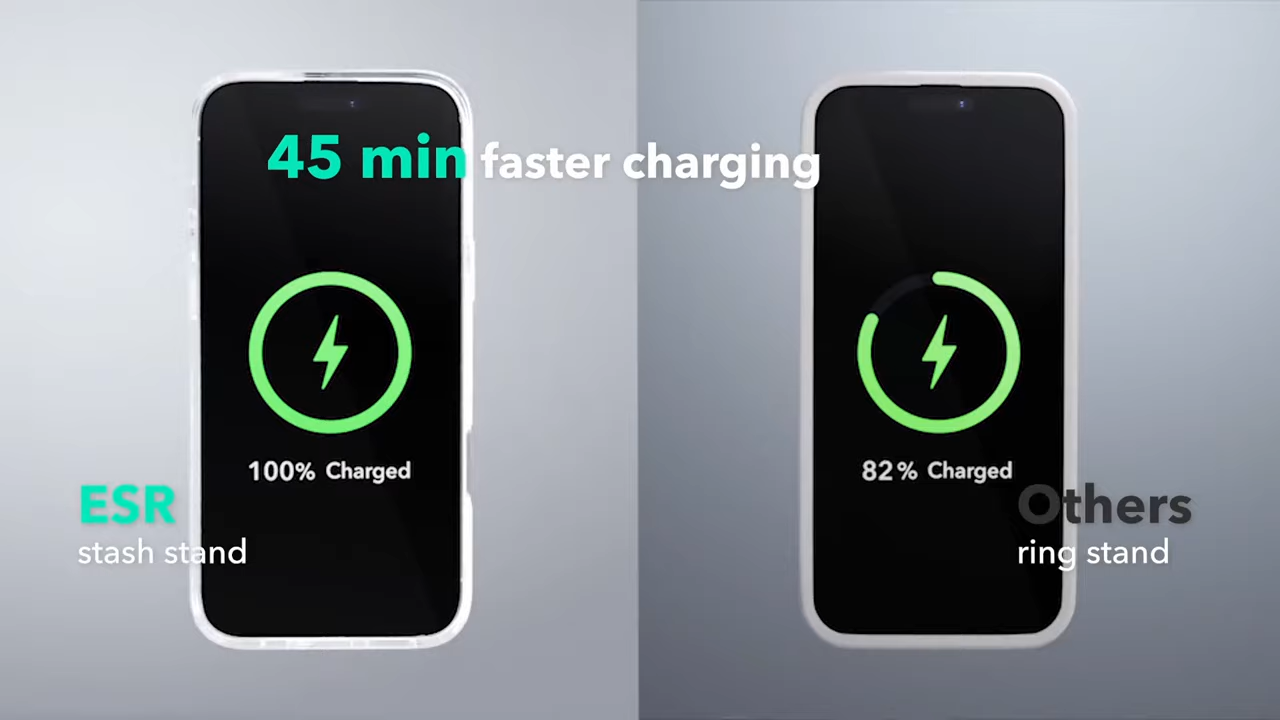 45 min faster charging
100% Charged
82% Charged
ESR
stash stand
Others
ring stand